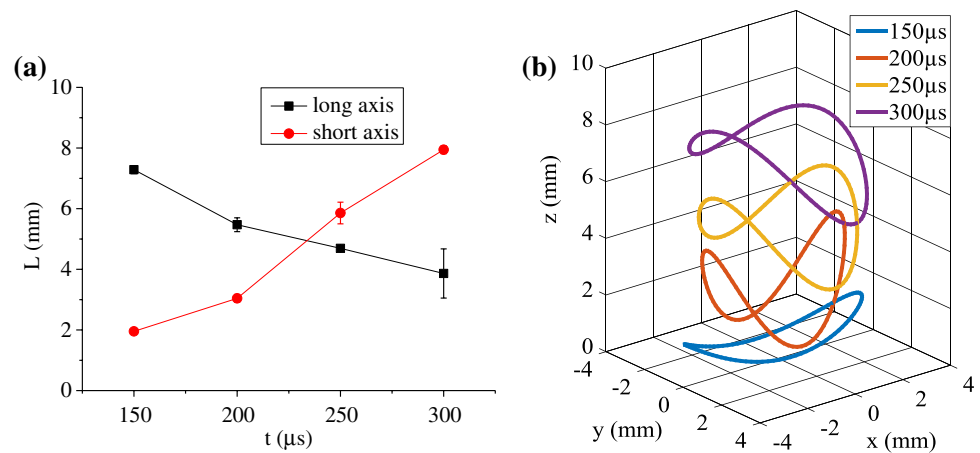 (a)
10
8
6
4
2
0
L (mm)
150 200 250 300
t (μs)
long axis
short axis
(b)
10
8
6
4
2
0
z (mm)
-4
-2
0
2
4
y (mm)
-4
-2
0
2
4
x (mm)
150μs
200μs
250μs
300μs